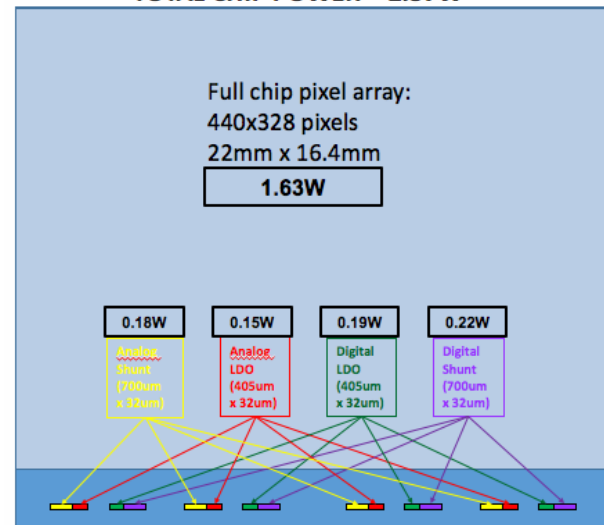 Full chip pixel array:
440x328 pixels
22mm x 16.4mm
1.63W
0.18W 0.15W 0.19W 0.22W
Analog Shunt (700um x 32um)
Analog LDO (405um x 32um)
Digital LDO (405um x 32um)
Digital Shunt (700um x 32um)